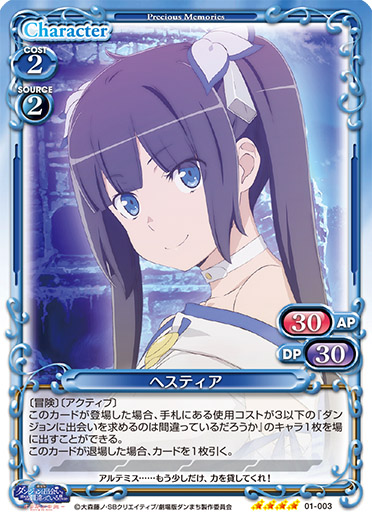 Precious Memories
Character
COST
2
SOURCE
2
30 AP
DP 30
ヘスティア
[冒険] [アクティブ]
このカードが登場した場合、手札にある使用コストが3以下の『ダン
ジョンに出会いを求めるのは間違っているだろうか』のキャラ1枚を場
に出すことができる。
このカードが退場した場合、カードを1枚引く。
アルテミス……もう少しだけ、力を貸してくれ!
©大森藤ノ・SBクリエイティブ/劇場版ダンまち製作委員会
01-003